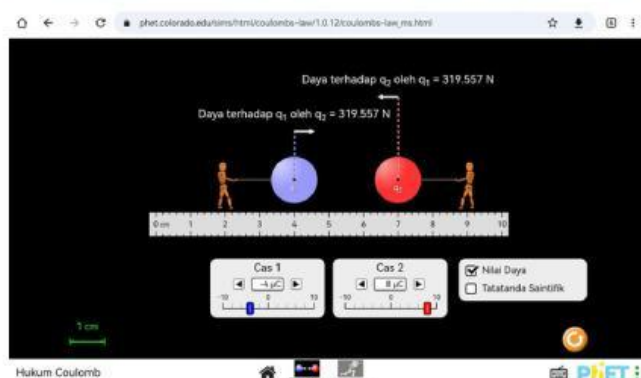 phet.colorado.edu/sims/html/coulombs-law/1.0.12/coulombs-law_ms.html
Daya terhadap q₂ oleh q₁ = 319.557 N
Daya terhadap q₁ oleh q₂ = 319.557 N
q₂
0 cm 1 2 3 4 5 6 7 8 9 10
Cas 1
-4 μC
-10 0 10
Cas 2
8 μC
-10 0 10
Nilai Daya
Tatatanda Saintifik
1 cm
Hukum Coulomb
PhET